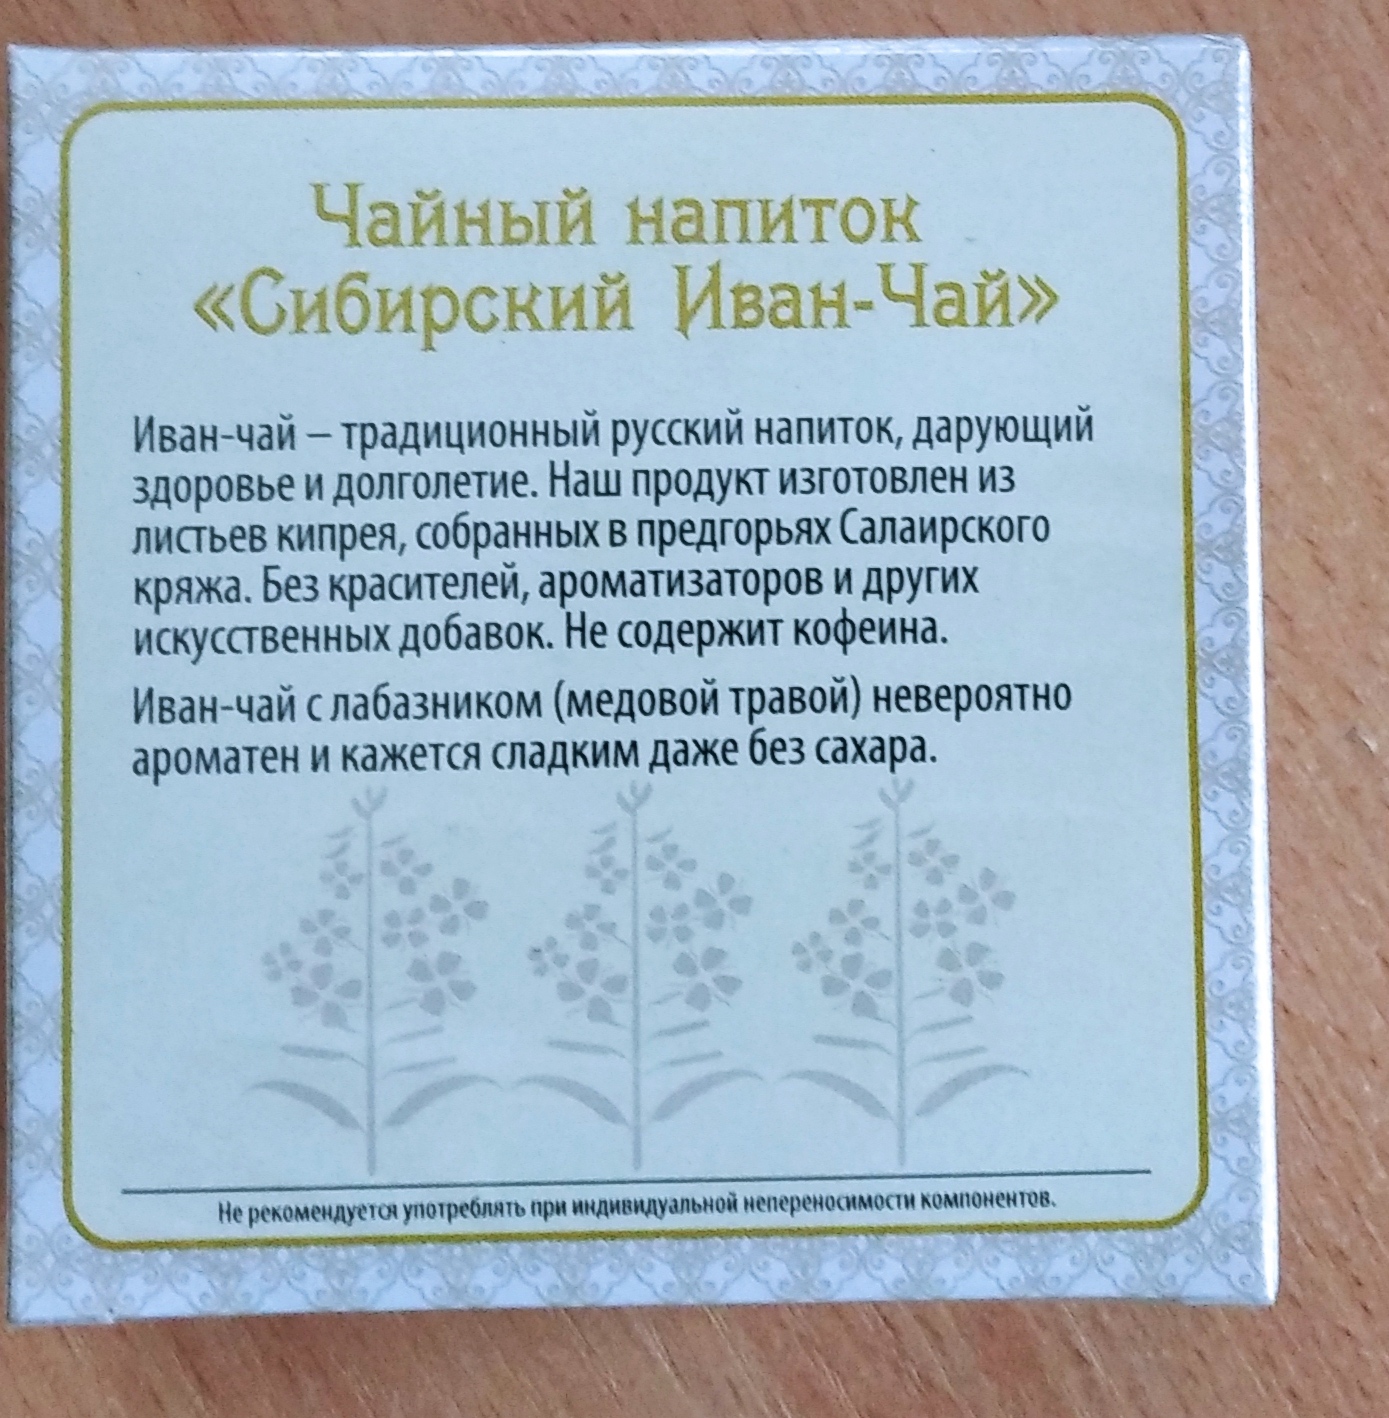 Чайный напиток
«Сибирский Иван-Чай»
Иван-чай – традиционный русский напиток, дарующий
здоровье и долголетие. Наш продукт изготовлен из
листьев кипрея, собранных в предгорьях Салаирского
кряжа. Без красителей, ароматизаторов и других
искусственных добавок. Не содержит кофеина.
Иван-чай с лабазником (медовой травой) невероятно
ароматен и кажется сладким даже без сахара.
Не рекомендуется употреблять при индивидуальной непереносимости компонентов.